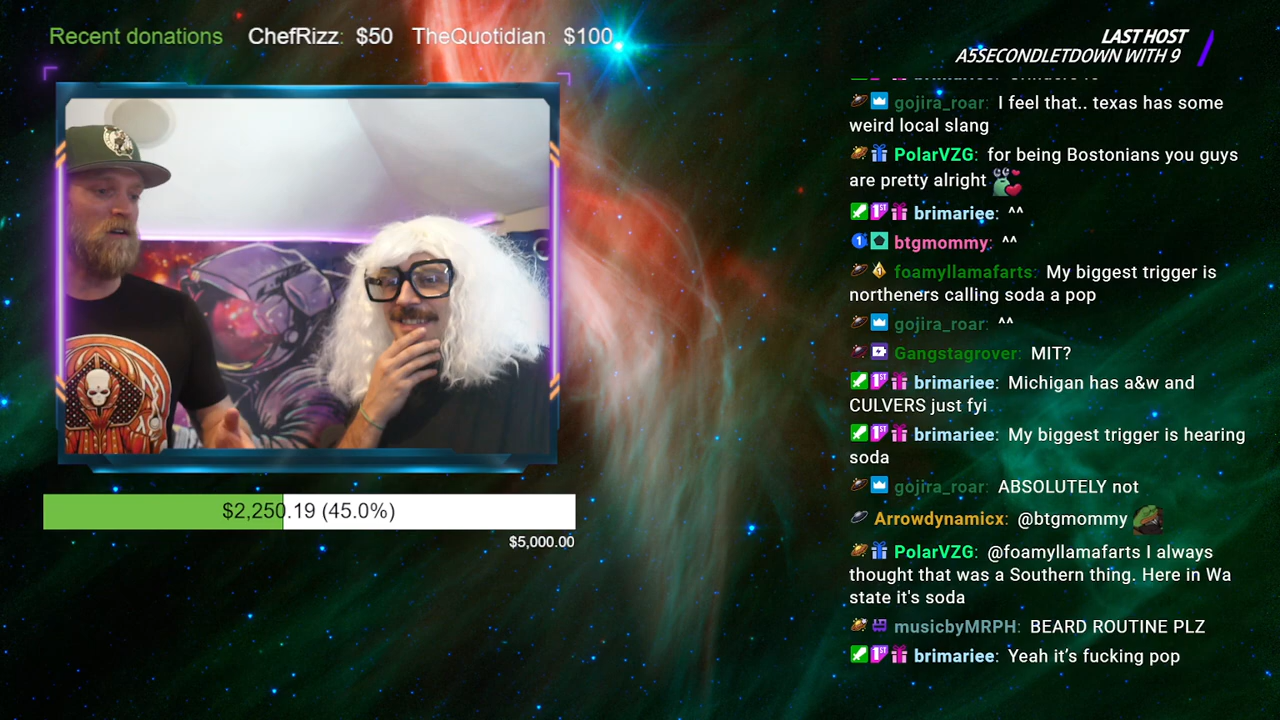 Recent donations ChefRizz: $50 TheQuotidian $100
LAST HOST
A5SECONDLETDOWN WITH 9
gojira_roar: I feel that.. texas has some
weird local slang
PolarVZG: for being Bostonians you guys
are pretty alright
brimariee: ^^
btgmommy: ^^
foamyllamafarts: My biggest trigger is
northeners calling soda a pop
gojira_roar: ^^
Gangstagrover: MIT?
brimariee: Michigan has a&w and
CULVERS just fyi
brimariee: My biggest trigger is hearing
soda
gojira_roar: ABSOLUTELY not
Arrowdynamicx: @btgmommy
PolarVZG: @foamyllamafarts I always
thought that was a Southern thing. Here in Wa
state it's soda
musicbyMRPH: BEARD ROUTINE PLZ
brimariee: Yeah it’s fucking pop
$2,250.19 (45.0%)
$5,000.00